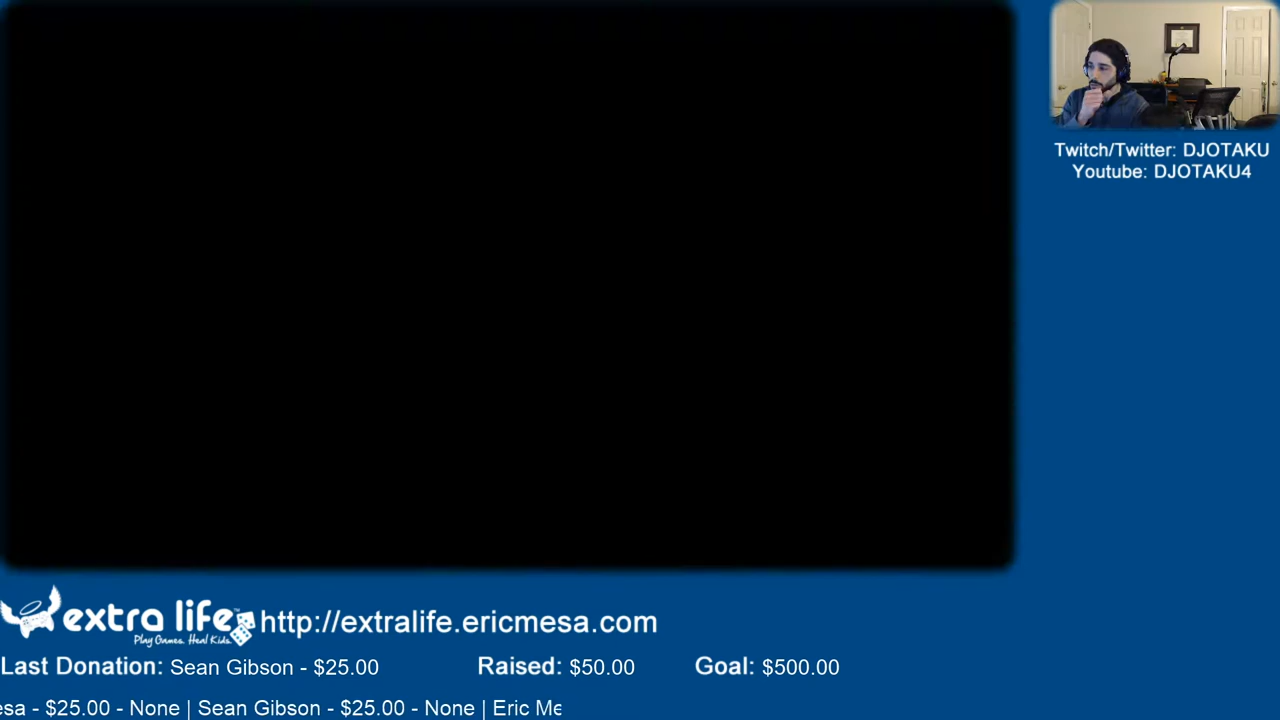 Twitch/Twitter: DJOTAKU
Youtube: DJOTAKU4
extra life
Play Games. Heal Kids.
http://extralife.ericmesa.com
Last Donation: Sean Gibson - $25.00 Raised: $50.00 Goal: $500.00
esa - $25.00 - None | Sean Gibson - $25.00 - None | Eric Me